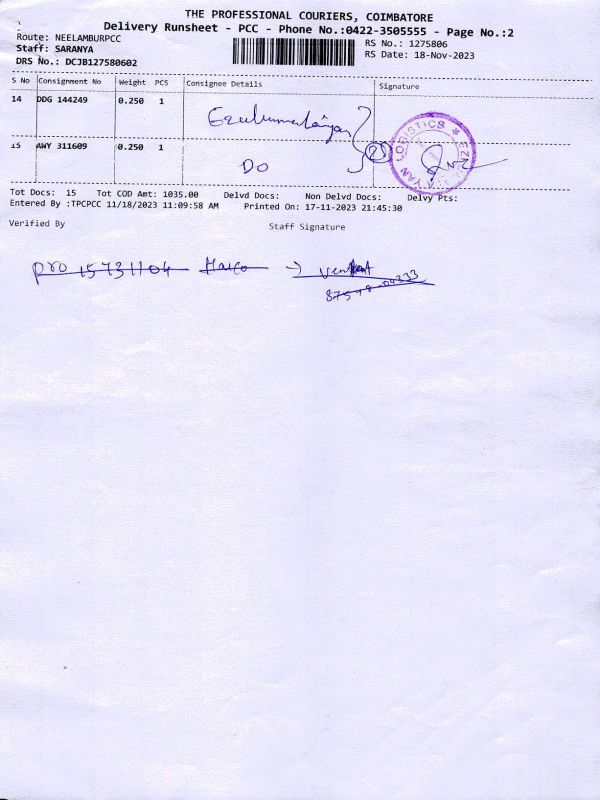 THE PROFESSIONAL COURIERS, COIMBATORE
Delivery Runsheet - PCC - Phone No.:0422-3505555 - Page No.:2
Route: NEELAMBURPCC
RS No.: 1275806
Staff: SARANYA
RS Date: 18-Nov-2023
DRS No.: DCJB127580602
S No Consignment No Weight PCS Consignee Details Signature
14 DDG 144249 0.250 1
15 AWY 311609 0.250 1 DO
LOGISTICS
Tot Docs: 15 Tot COD Amt: 1035.00 Delvd Docs: Non Delvd Docs: Delvy Pts:
Entered By :TPCPCC 11/18/2023 11:09:58 AM Printed On: 17-11-2023 21:45:30
Verified By Staff Signature
pro 15731104